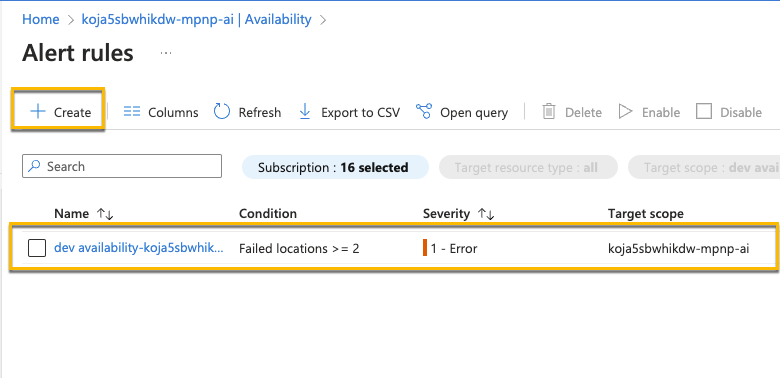 Home > koja5sbwhikdw-mpnp-ai | Availability >
Alert rules ...
+ Create Columns Refresh Export to CSV Open query Delete Enable Disable
Search Subscription : 16 selected Target resource type : all Target scope : dev avai
Name ↑↓ Condition Severity ↑↓ Target scope
dev availability-koja5sbwhik... Failed locations >= 2 1 - Error koja5sbwhikdw-mpnp-ai